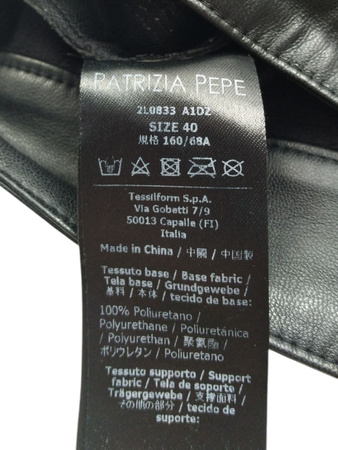 PATRIZIA PEPE
2L0833 A1DZ
SIZE 40
規格 160/68A
Tessilform S.p.A.
Via Gobetti 7/9
50013 Capalle (FI)
Italia
Made in China / 中國 / 中国製
Tessuto base / Base fabric /
Tela base / Grundgewebe /
基料 / 本体 / tecido de base:
100% Poliuretano /
Polyurethane / Poliuretánica
/ Polyurethan / 聚氨酯 /
ポリウレタン / Poliuretano
Tessuto supporto / Support
fabric / Tela de soporte /
Trägergewebe / 支撑面料 /
その他の部分 / tecido de
suporte: